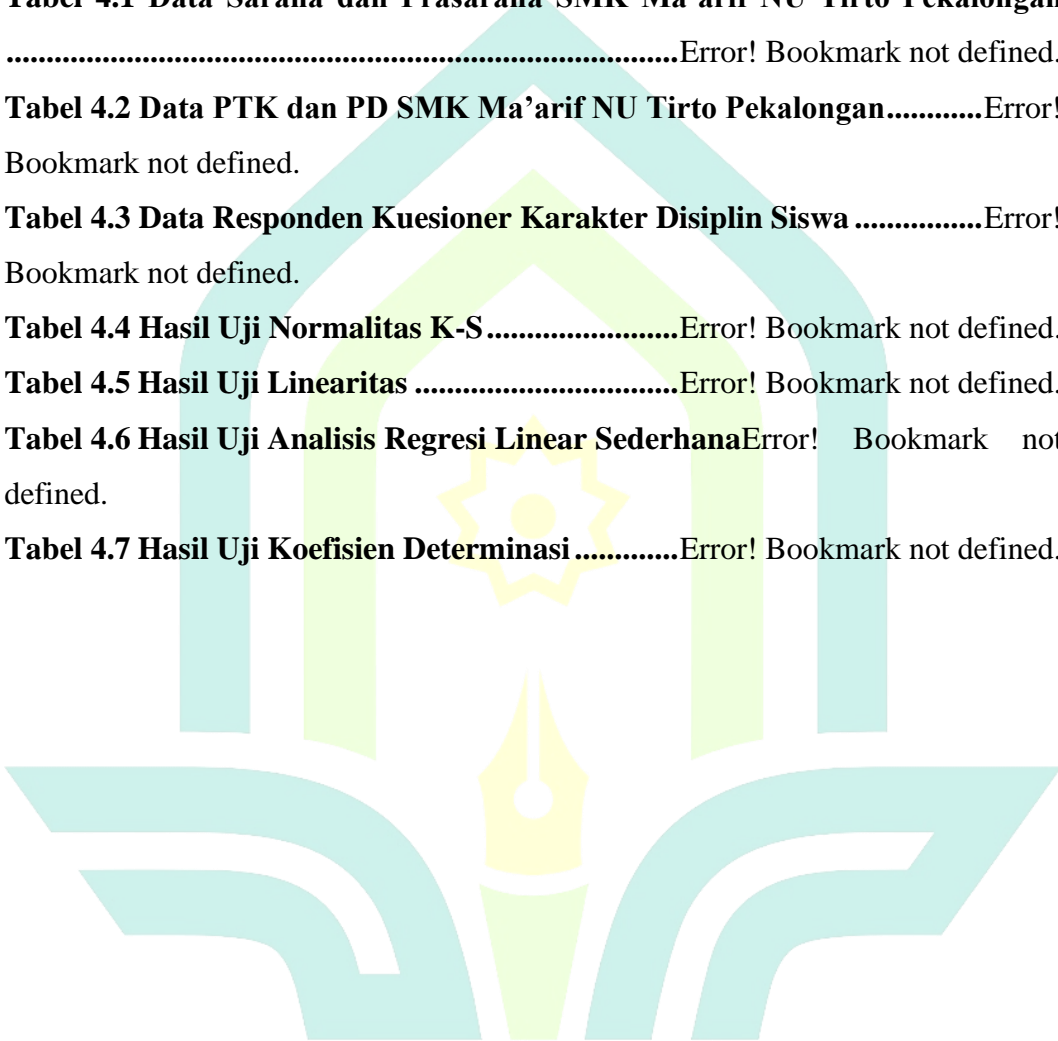 Tabel 4.1 Data Sarana dan Prasarana SMK Ma'arif NU Tirto Pekalongan
....................................................................................Error! Bookmark not defined.
Tabel 4.2 Data PTK dan PD SMK Ma’arif NU Tirto Pekalongan............Error!
Bookmark not defined.
Tabel 4.3 Data Responden Kuesioner Karakter Disiplin Siswa ................Error!
Bookmark not defined.
Tabel 4.4 Hasil Uji Normalitas K-S........................Error! Bookmark not defined.
Tabel 4.5 Hasil Uji Linearitas .................................Error! Bookmark not defined.
Tabel 4.6 Hasil Uji Analisis Regresi Linear SederhanaError! Bookmark not
defined.
Tabel 4.7 Hasil Uji Koefisien Determinasi.............Error! Bookmark not defined.